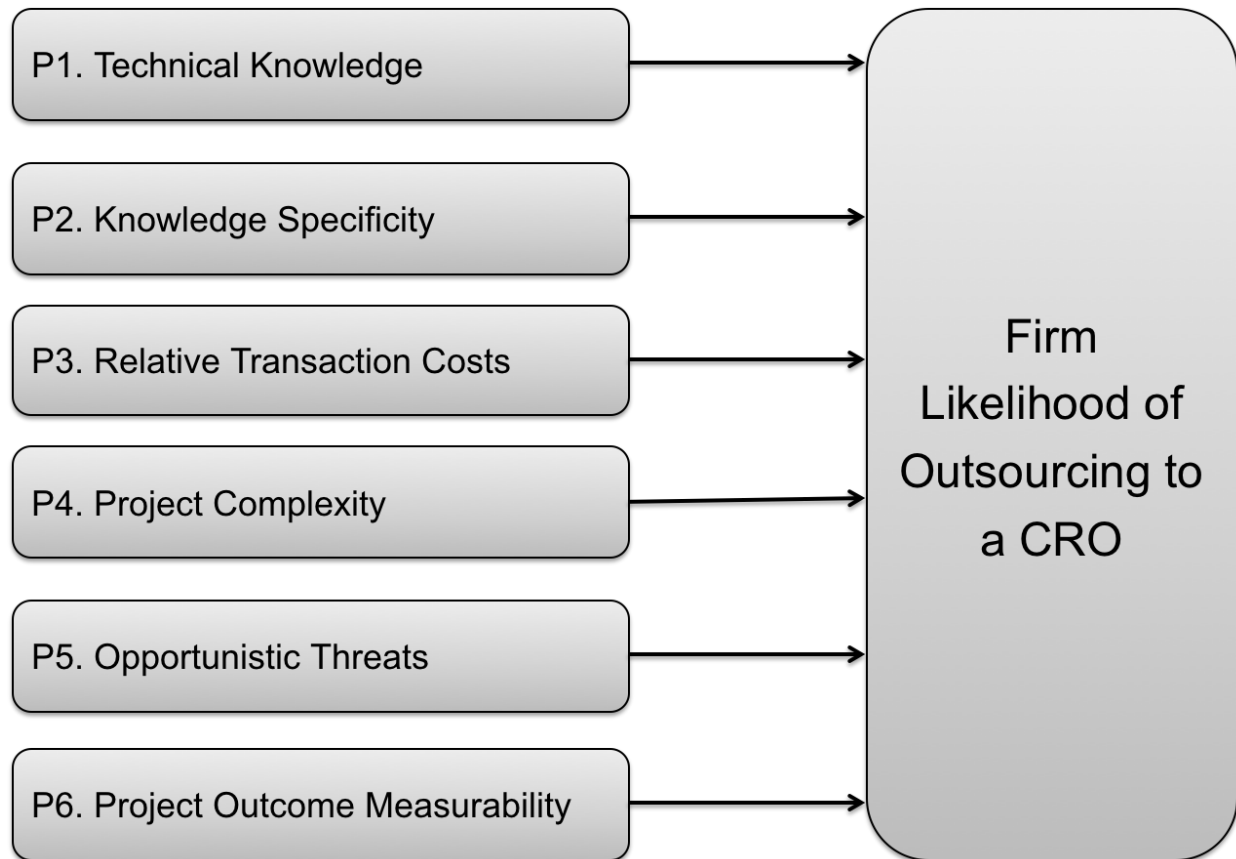 P1. Technical Knowledge
P2. Knowledge Specificity
P3. Relative Transaction Costs
P4. Project Complexity
P5. Opportunistic Threats
P6. Project Outcome Measurability
Firm
Likelihood of
Outsourcing to
a CRO